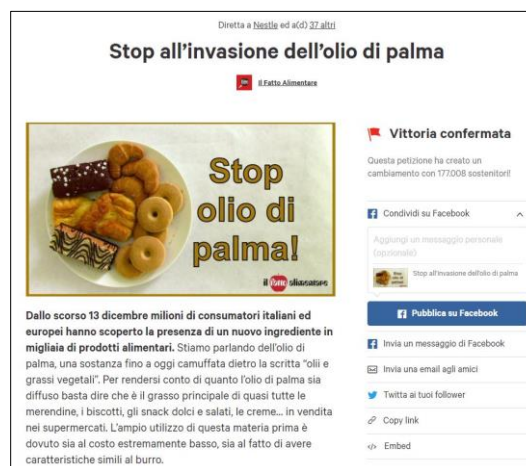 Diretta a Nestle ed a(d) 37 altri
Stop all'invasione dell'olio di palma
Il Fatto Alimentare
Stop
olio di
palma!
il fatto alimentare
Dallo scorso 13 dicembre milioni di consumatori italiani ed
europei hanno scoperto la presenza di un nuovo ingrediente in
migliaia di prodotti alimentari. Stiamo parlando dell'olio di
palma, una sostanza fino a oggi camuffata dietro la scritta "olii e
grassi vegetali". Per rendersi conto di quanto l'olio di palma sia
diffuso basta dire che è il grasso principale di quasi tutte le
merendine, i biscotti, gli snack dolci e salati, le creme... in vendita
nei supermercati. L'ampio utilizzo di questa materia prima è
dovuto sia al costo estremamente basso, sia al fatto di avere
caratteristiche simili al burro.
Vittoria confermata
Questa petizione ha creato un
cambiamento con 177.008 sostenitori!
Condividi su Facebook
Aggiungi un messaggio personale
(opzionale)
Stop all'invasione dell'olio di palma
Pubblica su Facebook
Invia un messaggio di Facebook
Invia una email agli amici
Twitta ai tuoi follower
Copy link
Embed